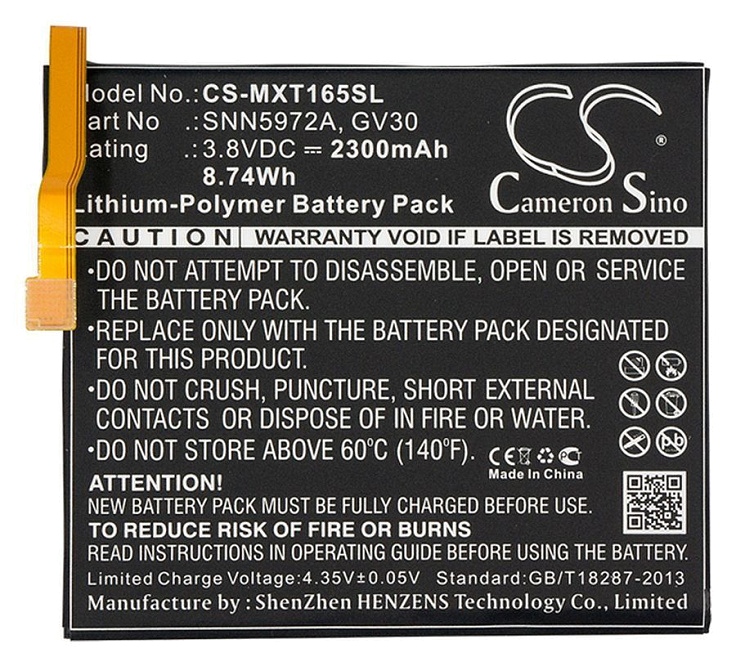 odel No.: CS-MXT165SL
art No : SNN5972A, GV30
ating : 3.8VDC ⎓ 2300mAh
8.74Wh
Lithium-Polymer Battery Pack
Cameron Sino ®
CAUTION WARRANTY VOID IF LABEL IS REMOVED
•DO NOT ATTEMPT TO DISASSEMBLE, OPEN OR SERVICE
THE BATTERY PACK.
•REPLACE ONLY WITH THE BATTERY PACK DESIGNATED
FOR THIS PRODUCT.
•DO NOT CRUSH, PUNCTURE, SHORT EXTERNAL
CONTACTS OR DISPOSE OF IN FIRE OR WATER.
•DO NOT STORE ABOVE 60°C (140°F).
CE
Pb
Made In China
ATTENTION!
NEW BATTERY PACK MUST BE FULLY CHARGED BEFORE USE.
TO REDUCE RISK OF FIRE OR BURNS
READ INSTRUCTIONS AND OPERATING GUIDE BEFORE USING BATTERY.
Limited Charge Voltage:4.35V±0.05V Standard:GB/T18287-2013
Manufacture by: ShenZhen HENZENS Technology Co., Limited